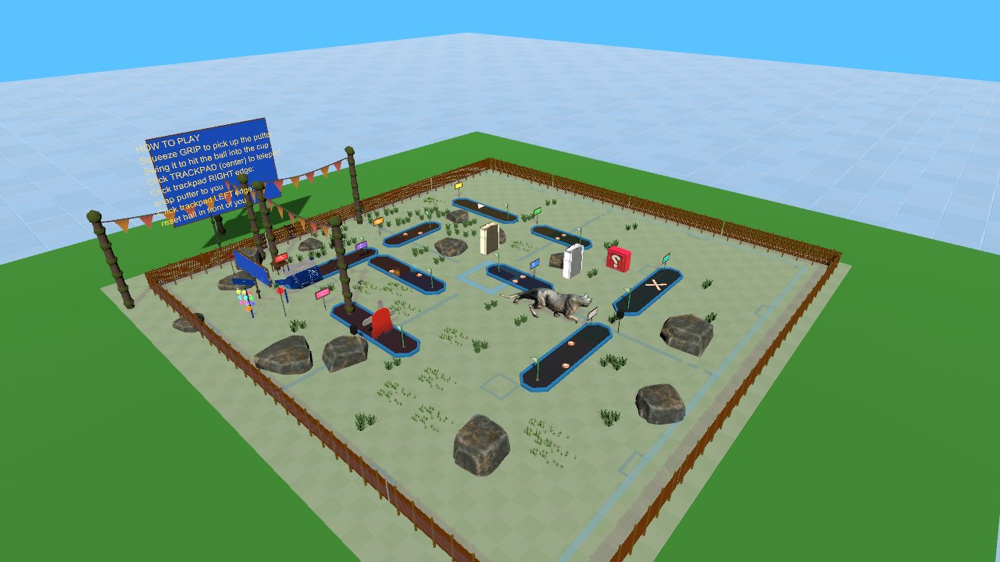 HOW TO PLAY
Squeeze GRIP to pick up the putter
Swing it to hit the ball into the cup
Click TRACKPAD (center) to teleport
Click trackpad RIGHT edge:
snap putter to you
Click trackpad LEFT edge:
reset ball in front of you
?